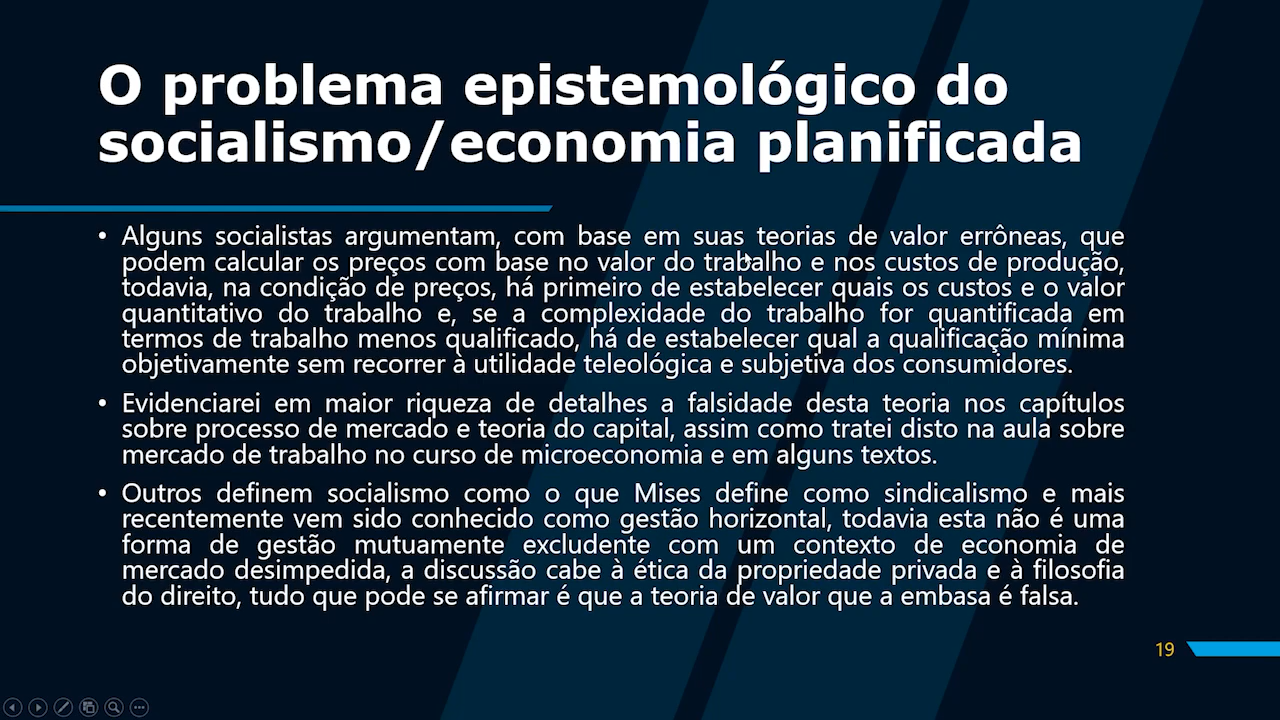 O problema epistemológico do
socialismo/economia planificada
• Alguns socialistas argumentam, com base em suas teorias de valor errôneas, que
podem calcular os preços com base no valor do trabalho e nos custos de produção,
todavia, na condição de preços, há primeiro de estabelecer quais os custos e o valor
quantitativo do trabalho e, se a complexidade do trabalho for quantificada em
termos de trabalho menos qualificado, há de estabelecer qual a qualificação mínima
objetivamente sem recorrer à utilidade teleológica e subjetiva dos consumidores.
• Evidenciarei em maior riqueza de detalhes a falsidade desta teoria nos capítulos
sobre processo de mercado e teoria do capital, assim como tratei disto na aula sobre
mercado de trabalho no curso de microeconomia e em alguns textos.
• Outros definem socialismo como o que Mises define como sindicalismo e mais
recentemente vem sido conhecido como gestão horizontal, todavia esta não é uma
forma de gestão mutuamente excludente com um contexto de economia de
mercado desimpedida, a discussão cabe à ética da propriedade privada e à filosofia
do direito, tudo que pode se afirmar é que a teoria de valor que a embasa é falsa.
19